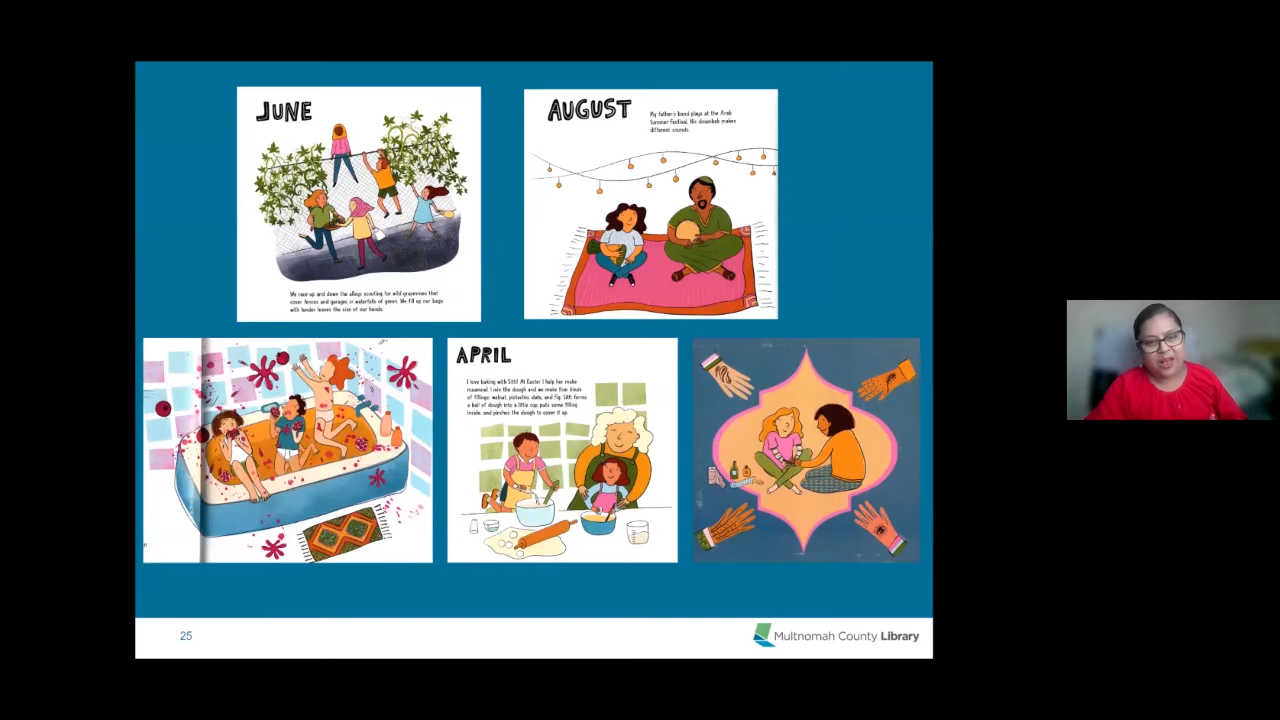 JUNE
We race up and down the alleys scouting for wild grapevines that
cover fences and garages in waterfalls of green. We fill up our bags
with tender leaves the size of our hands.
AUGUST
My father's band plays at the Arab
Summer Festival. His doumbek makes
different sounds.
APRIL
I love baking with Sitti! At Easter I help her make
maamoul. I mix the dough and we make four kinds
of fillings: walnut, pistachio, date, and fig. Sitti forms
a ball of dough into a little cup, puts some filling
inside, and pinches the dough to cover it up.
25
Multnomah County Library